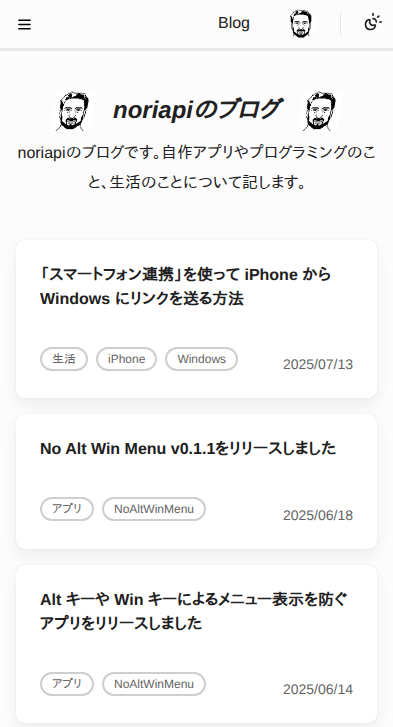 Blog
noriapiのブログ
noriapiのブログです。自作アプリやプログラミングのこ
と、生活のことについて記します。
「スマートフォン連携」を使って iPhone から
Windows にリンクを送る方法
生活 iPhone Windows 2025/07/13
No Alt Win Menu v0.1.1をリリースしました
アプリ NoAltWinMenu 2025/06/18
Alt キーや Win キーによるメニュー表示を防ぐ
アプリをリリースしました
アプリ NoAltWinMenu 2025/06/14